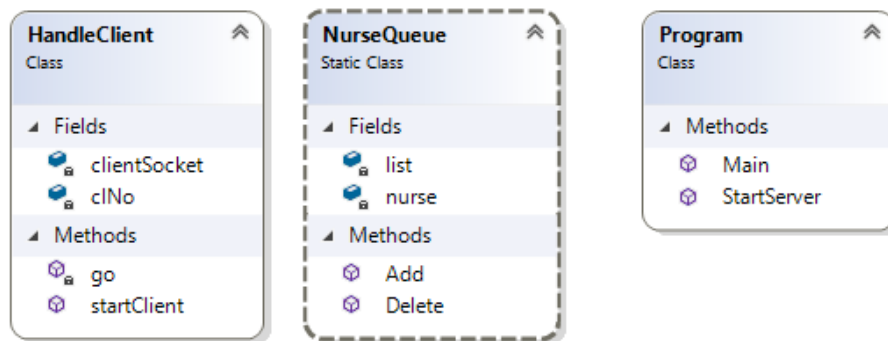 HandleClient
Class
Fields
clientSocket
clNo
Methods
go
startClient
NurseQueue
Static Class
Fields
list
nurse
Methods
Add
Delete
Program
Class
Methods
Main
StartServer